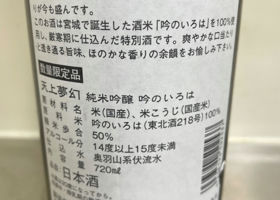 りが今も盛んです。
このお酒は宮城で誕生した酒米「吟のいろは」を100%使
用し、厳寒期に仕込んだ特別酒です。爽やかな口当たり
と透き通る旨味、ほのかな香りの余韻をお愉しみ下さい。
数量限定品
天上夢幻 純米吟醸 吟のいろは
原材料名 米(国産)、米こうじ(国産米)
原料米 吟のいろは(東北酒218号)100%
精米歩合 50%
アルコール分 14度以上15度未満
仕込み水 奥羽山系伏流水
容量 720㎖
品目 日本酒